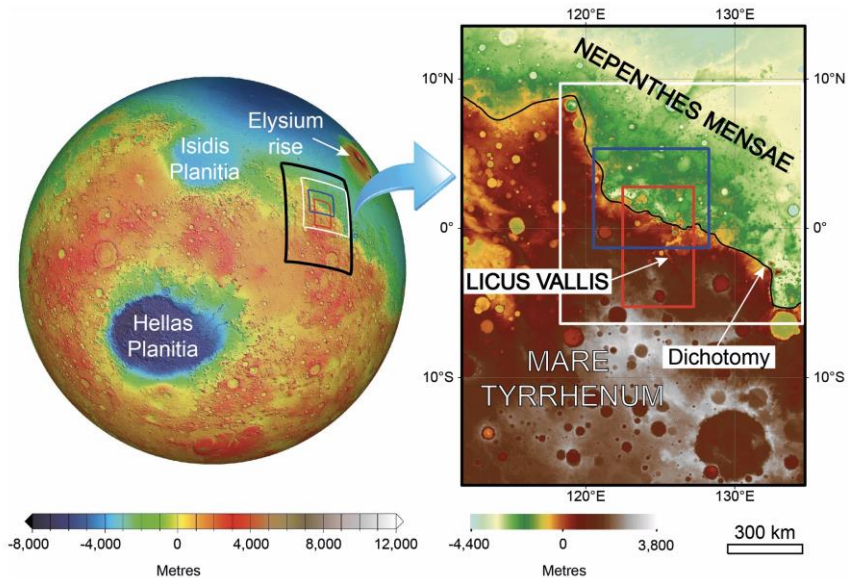 Isidis
Planitia
Elysium
rise
Hellas
Planitia
-8,000 -4,000 0 4,000 8,000 12,000
Metres
120°E 130°E
10°N 10°N
NEPENTHES MENSAE
0° 0°
LICUS VALLIS
Dichotomy
MARE
TYRRHENUM
10°S 10°S
120°E 130°E
-4,400 0 3,800
Metres
300 km